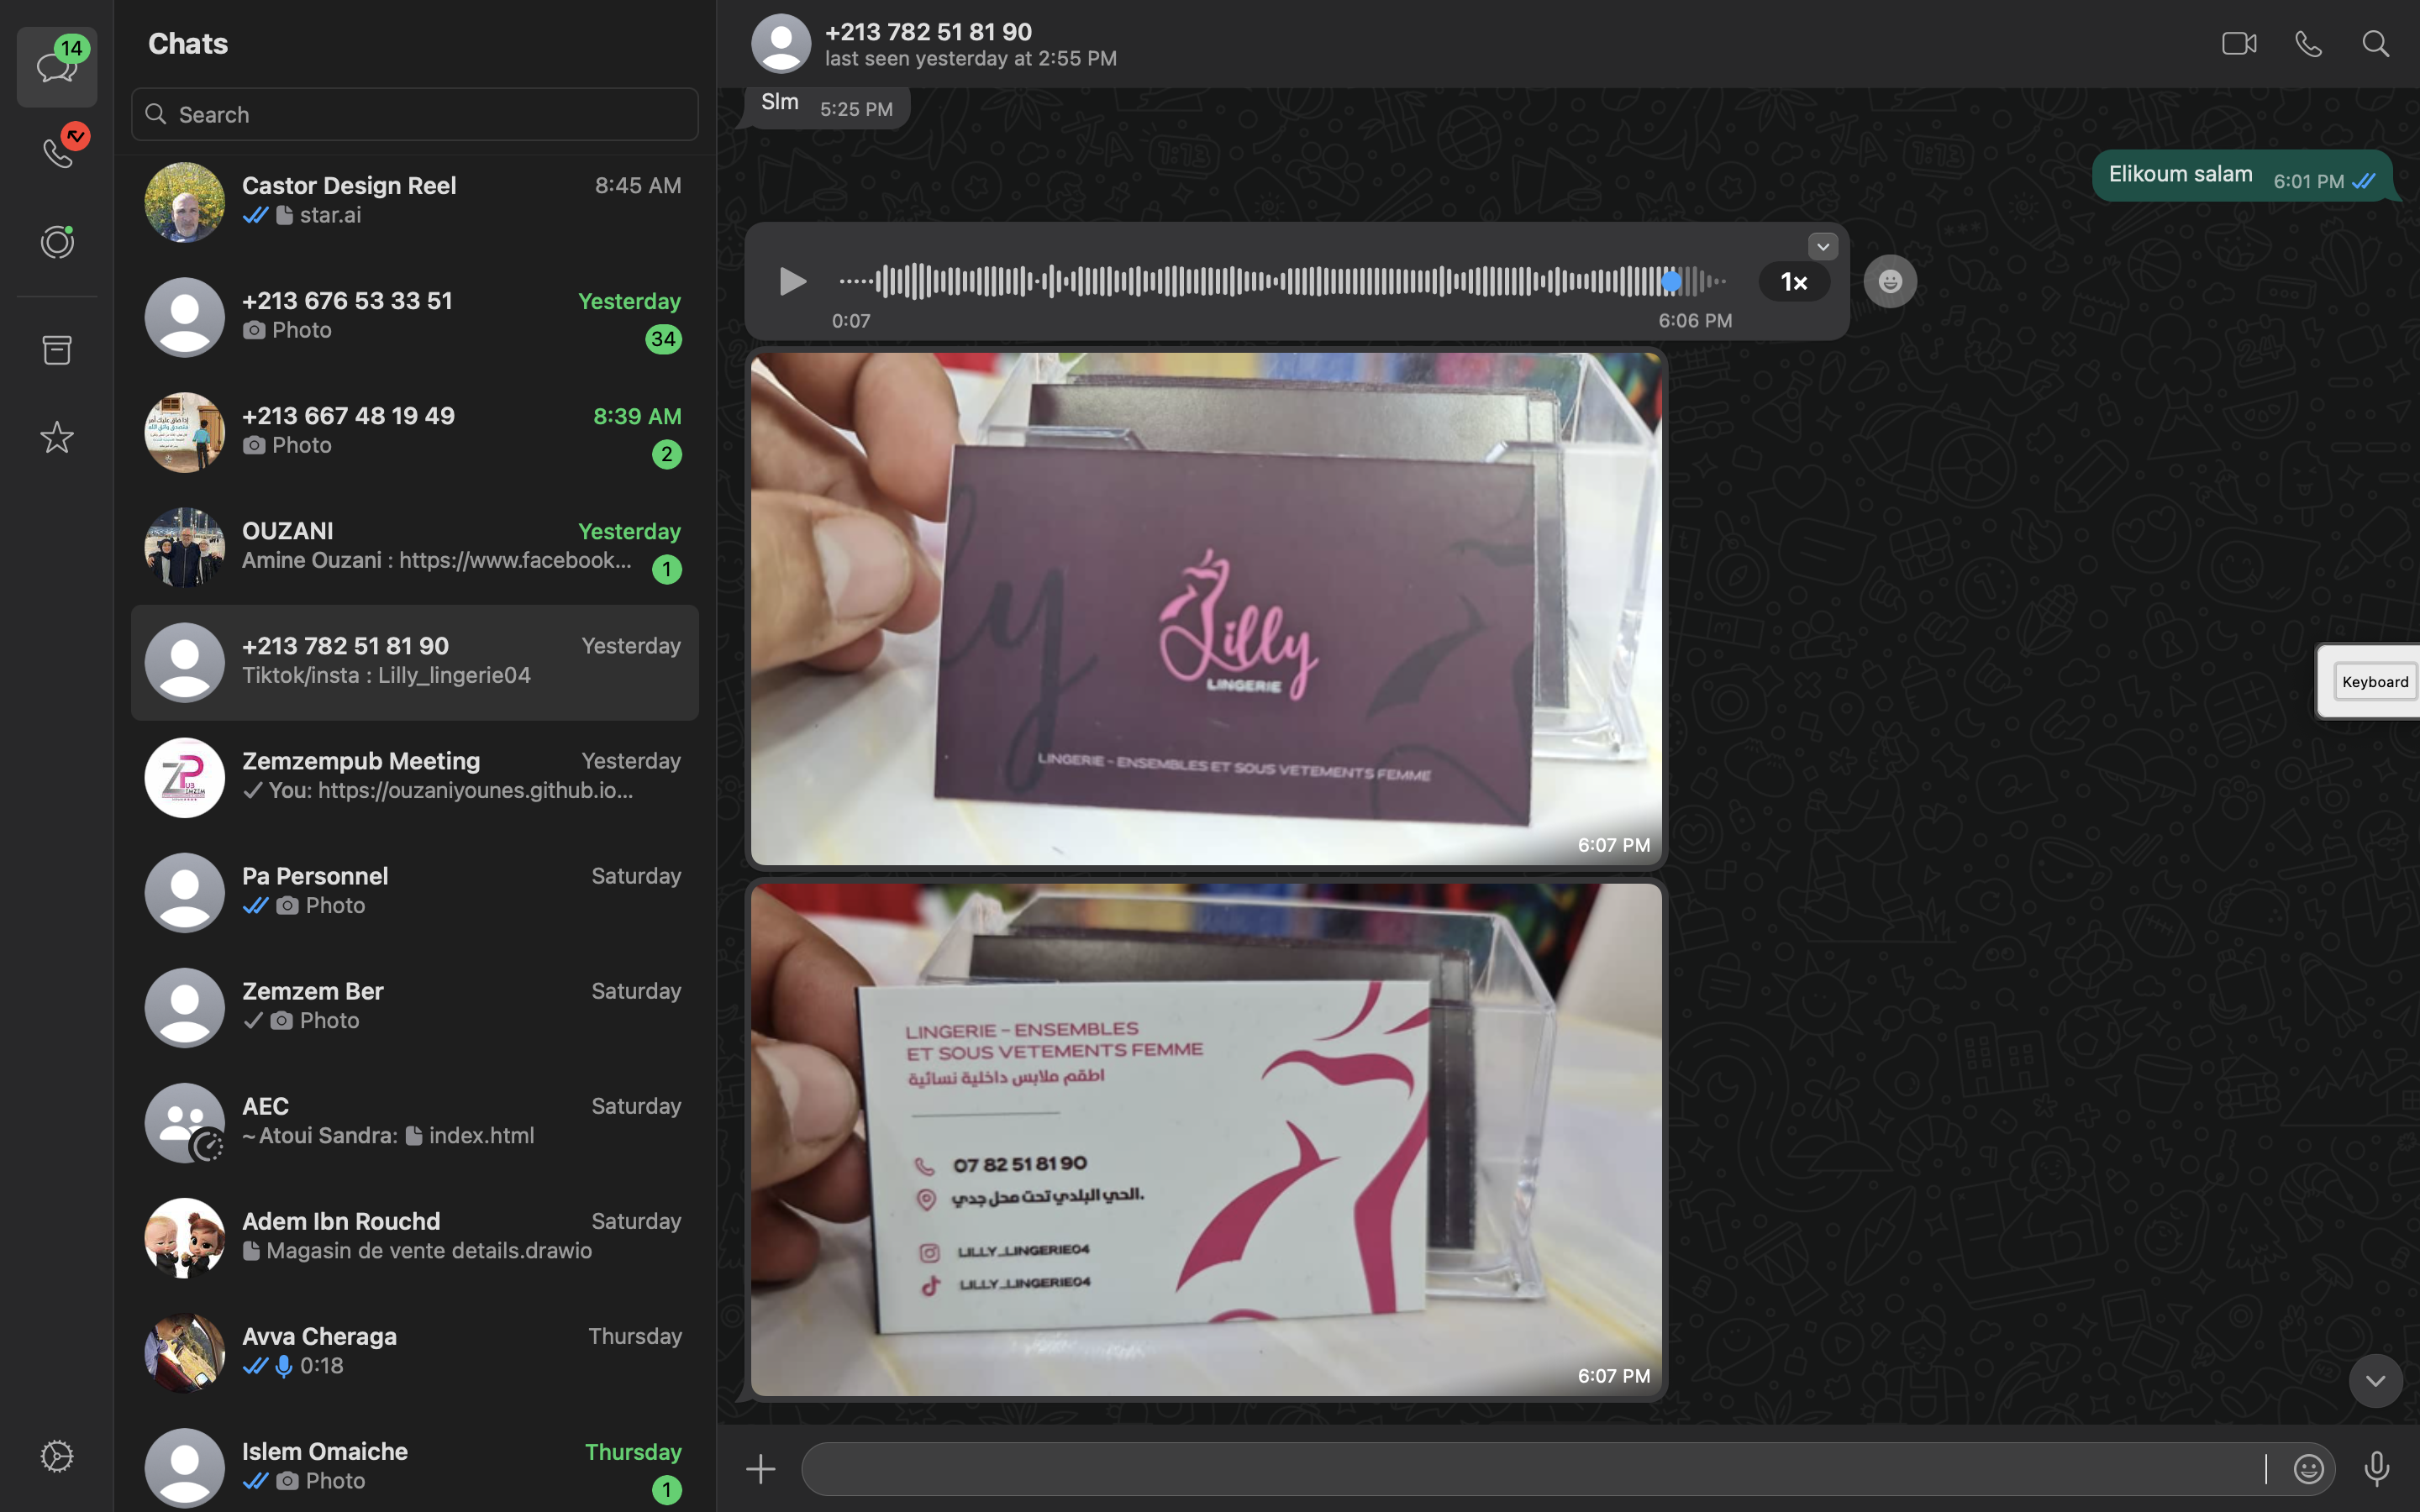 14
Chats
Search
Castor Design Reel
8:45 AM
star.ai
+213 676 53 33 51
Yesterday
Photo
34
+213 667 48 19 49
8:39 AM
Photo
2
OUZANI
Yesterday
Amine Ouzani : https://www.facebook...
1
+213 782 51 81 90
Yesterday
Tiktok/insta : Lilly_lingerie04
Zemzempub Meeting
Yesterday
You: https://ouzaniyounes.github.io...
Pa Personnel
Saturday
Photo
Zemzem Ber
Saturday
Photo
AEC
Saturday
~ Atoui Sandra: index.html
Adem Ibn Rouchd
Saturday
Magasin de vente details.drawio
Avva Cheraga
Thursday
0:18
Islem Omaiche
Thursday
Photo
1
+213 782 51 81 90
last seen yesterday at 2:55 PM
Slm 5:25 PM
Elikoum salam 6:01 PM
1×
0:07
6:06 PM
Lilly
LINGERIE
LINGERIE - ENSEMBLES ET SOUS VETEMENTS FEMME
6:07 PM
LINGERIE - ENSEMBLES
ET SOUS VETEMENTS FEMME
اطقم ملابس داخلية نسائية
07 82 51 81 90
الحي البلدي تحت محل جدي.
LILLY_LINGERIE04
LILLY_LINGERIE04
6:07 PM
Keyboard